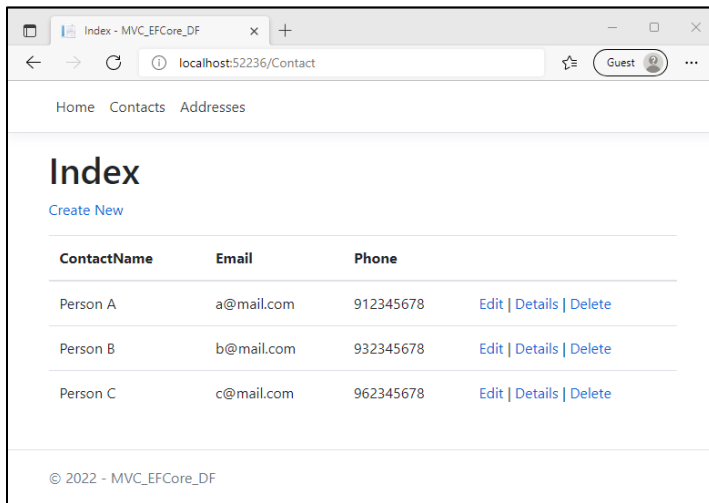 Index - MVC_EFCore_DF
localhost:52236/Contact
Guest
Home Contacts Addresses
Index
Create New
ContactName Email Phone
Person A a@mail.com 912345678 Edit | Details | Delete
Person B b@mail.com 932345678 Edit | Details | Delete
Person C c@mail.com 962345678 Edit | Details | Delete
© 2022 - MVC_EFCore_DF